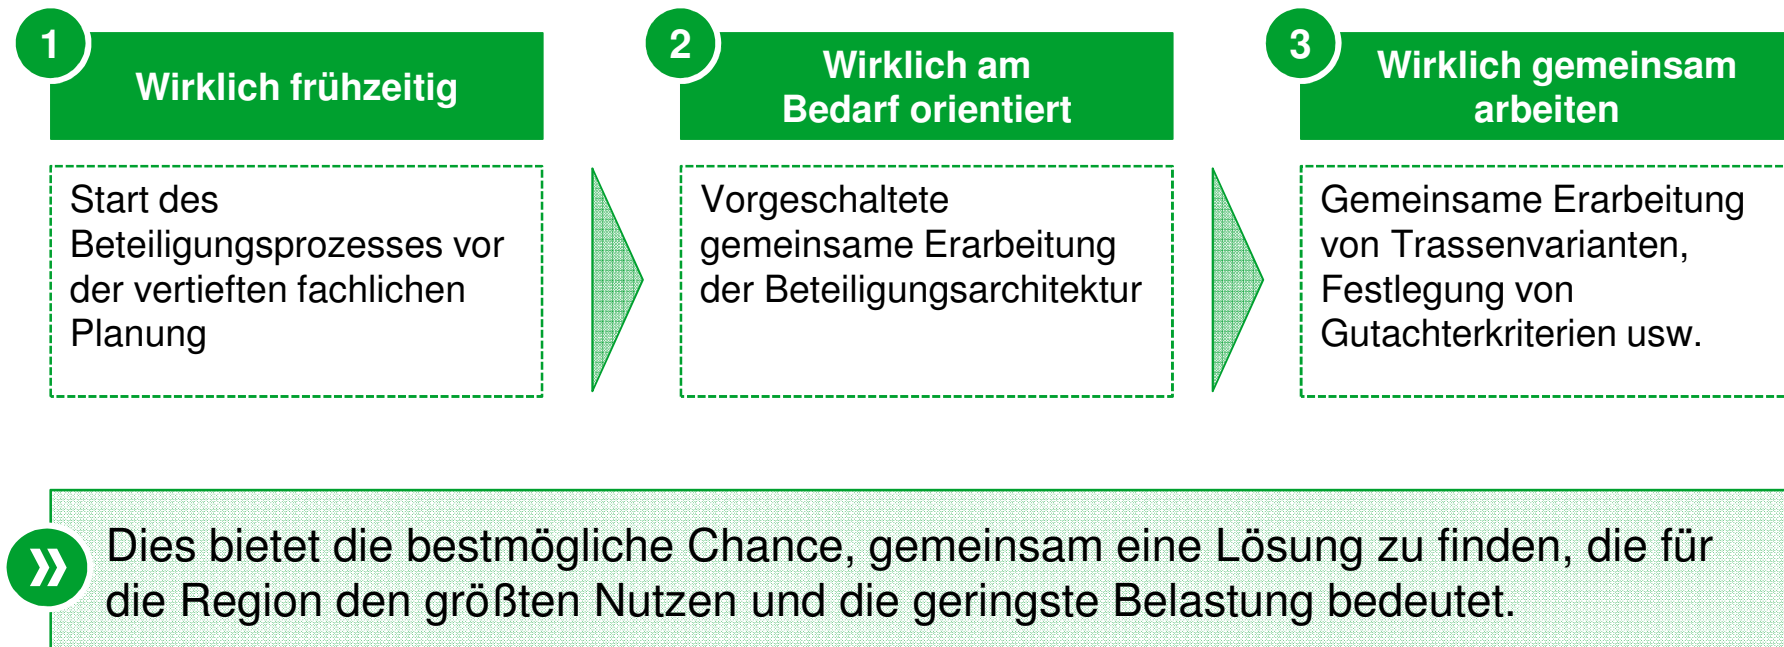 1
Wirklich frühzeitig
Start des
Beteiligungsprozesses vor
der vertieften fachlichen
Planung
2
Wirklich am
Bedarf orientiert
Vorgeschaltete
gemeinsame Erarbeitung
der Beteiligungsarchitektur
3
Wirklich gemeinsam
arbeiten
Gemeinsame Erarbeitung
von Trassenvarianten,
Festlegung von
Gutachterkriterien usw.
» Dies bietet die bestmögliche Chance, gemeinsam eine Lösung zu finden, die für
die Region den größten Nutzen und die geringste Belastung bedeutet.